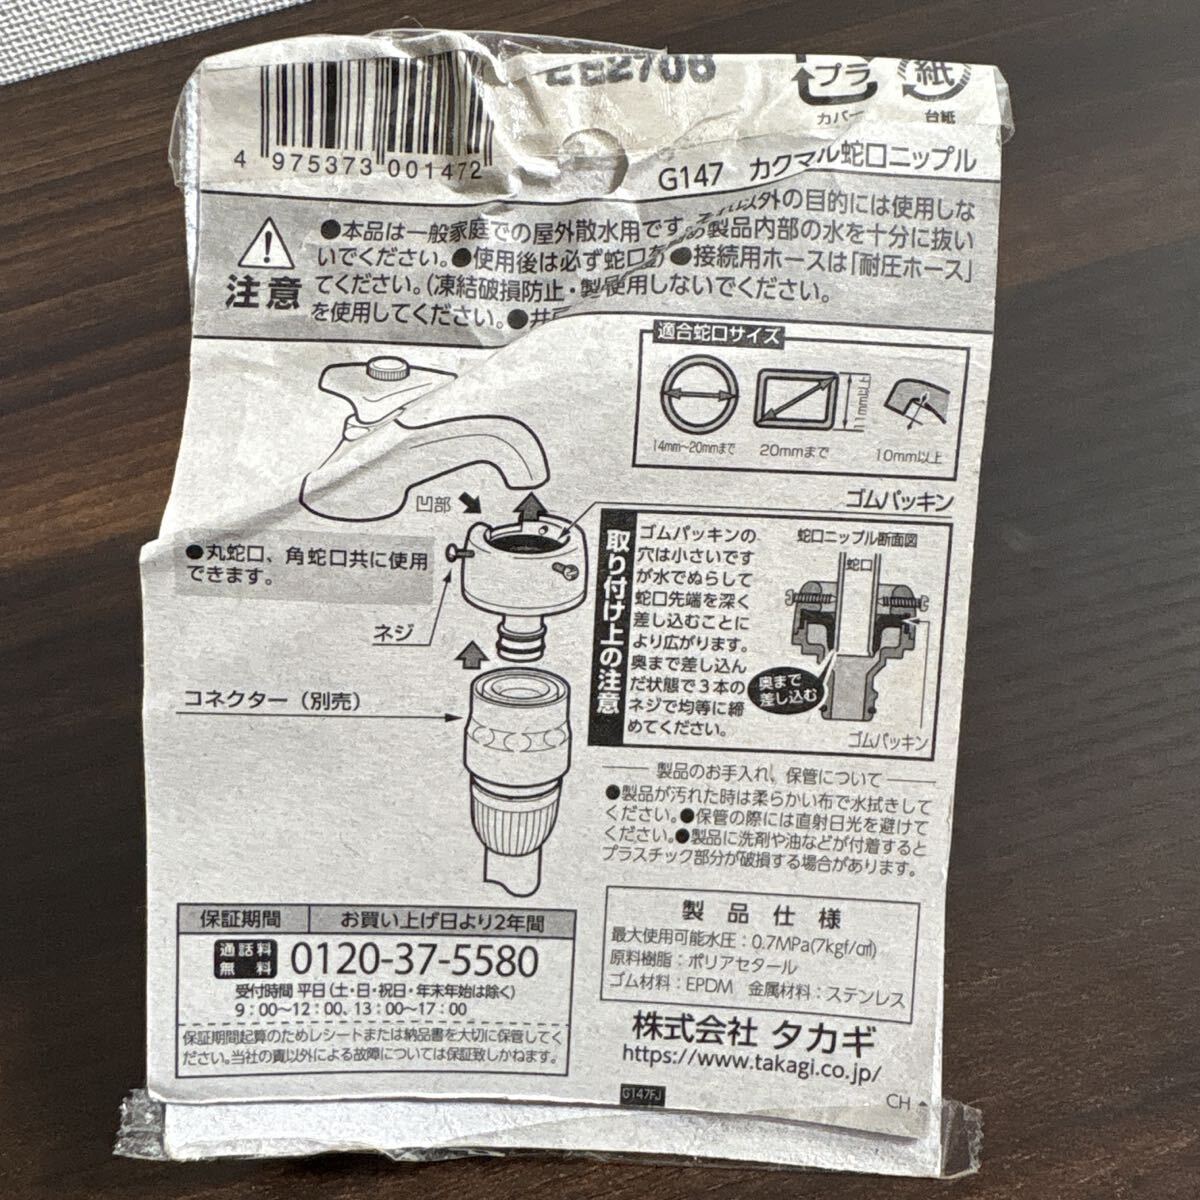 2706
プラ
カバー
紙
台紙
4 975373 001472
G147 カクマル蛇口ニップル
注意
●本品は一般家庭での屋外散水用です。それ以外の目的には使用しな
いでください。●使用後は必ず蛇口 製品内部の水を十分に抜い
てください。(凍結破損防止・製 ●接続用ホースは「耐圧ホース」
を使用してください。●井戸 使用しないでください。
適合蛇口サイズ
14mm~20mmまで
20mmまで
11mm以上
10mm以上
凹部
ゴムパッキン
●丸蛇口、角蛇口共に使用
できます。
ネジ
コネクター(別売)
取り付け上の注意
ゴムパッキンの
穴は小さいです
が水でぬらして
蛇口先端を深く
差し込むことに
より広がります。
奥まで差し込ん
だ状態で3本の
ネジで均等に締
めてください。
蛇口ニップル断面図
蛇口
奥まで
差し込む
ゴムパッキン
製品のお手入れ、保管について
●製品が汚れた時は柔らかい布で水拭きして
ください。●保管の際には直射日光を避けて
ください。●製品に洗剤や油などが付着すると
プラスチック部分が破損する場合があります。
保証期間 お買い上げ日より2年間
通話料
無料
0120-37-5580
受付時間 平日(土・日・祝日・年末年始は除く)
9:00~12:00、13:00~17:00
保証期間起算のためレシートまたは納品書を大切に保管してく
ださい。当社の責以外による故障については保証致しかねます。
製品仕様
最大使用可能水圧:0.7MPa(7kgf/㎠)
原料樹脂:ポリアセタール
ゴム材料:EPDM 金属材料:ステンレス
株式会社 タカギ
https://www.takagi.co.jp/
G147FJ
CH